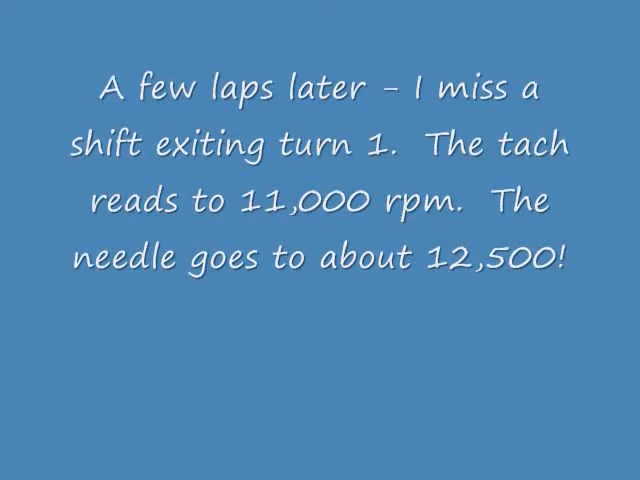 A few laps later - I miss a
shift exiting turn 1.  The tach
reads to 11,000 rpm.  The
needle goes to about 12,500!